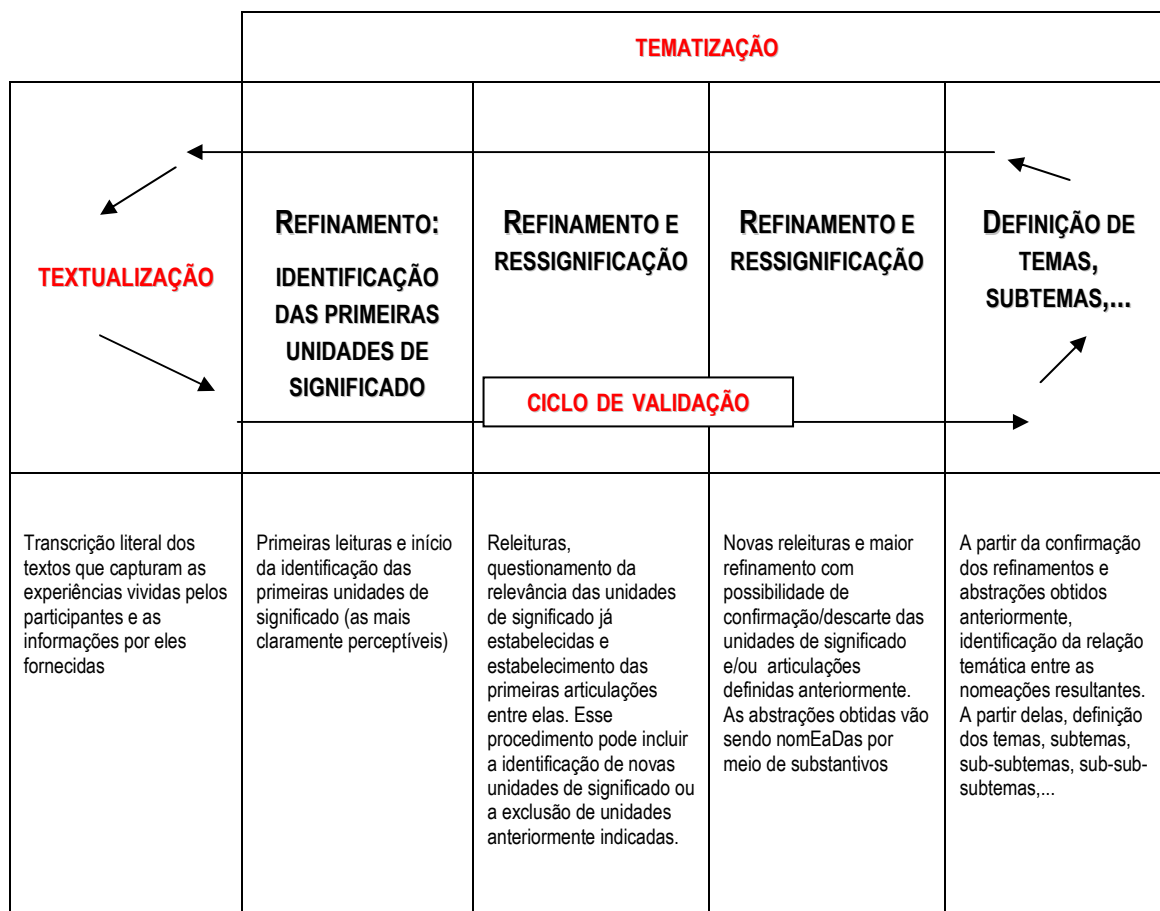 TEMATIZAÇÃO
TEXTUALIZAÇÃO
REFINAMENTO:
IDENTIFICAÇÃO
DAS PRIMEIRAS
UNIDADES DE
SIGNIFICADO
REFINAMENTO E
RESSIGNIFICAÇÃO
REFINAMENTO E
RESSIGNIFICAÇÃO
DEFINIÇÃO DE
TEMAS,
SUBTEMAS,...
CICLO DE VALIDAÇÃO
Transcrição literal dos
textos que capturam as
experiências vividas pelos
participantes e as
informações por eles
fornecidas
Primeiras leituras e início
da identificação das
primeiras unidades de
significado (as mais
claramente perceptíveis)
Releituras,
questionamento da
relevância das unidades
de significado já
estabelecidas e
estabelecimento das
primeiras articulações
entre elas. Esse
procedimento pode incluir
a identificação de novas
unidades de significado ou
a exclusão de unidades
anteriormente indicadas.
Novas releituras e maior
refinamento com
possibilidade de
confirmação/descarte das
unidades de significado
e/ou articulações
definidas anteriormente.
As abstrações obtidas vão
sendo nomEaDas por
meio de substantivos
A partir da confirmação
dos refinamentos e
abstrações obtidos
anteriormente,
identificação da relação
temática entre as
nomeações resultantes.
A partir delas, definição
dos temas, subtemas,
sub-subtemas, sub-sub-
subtemas,...